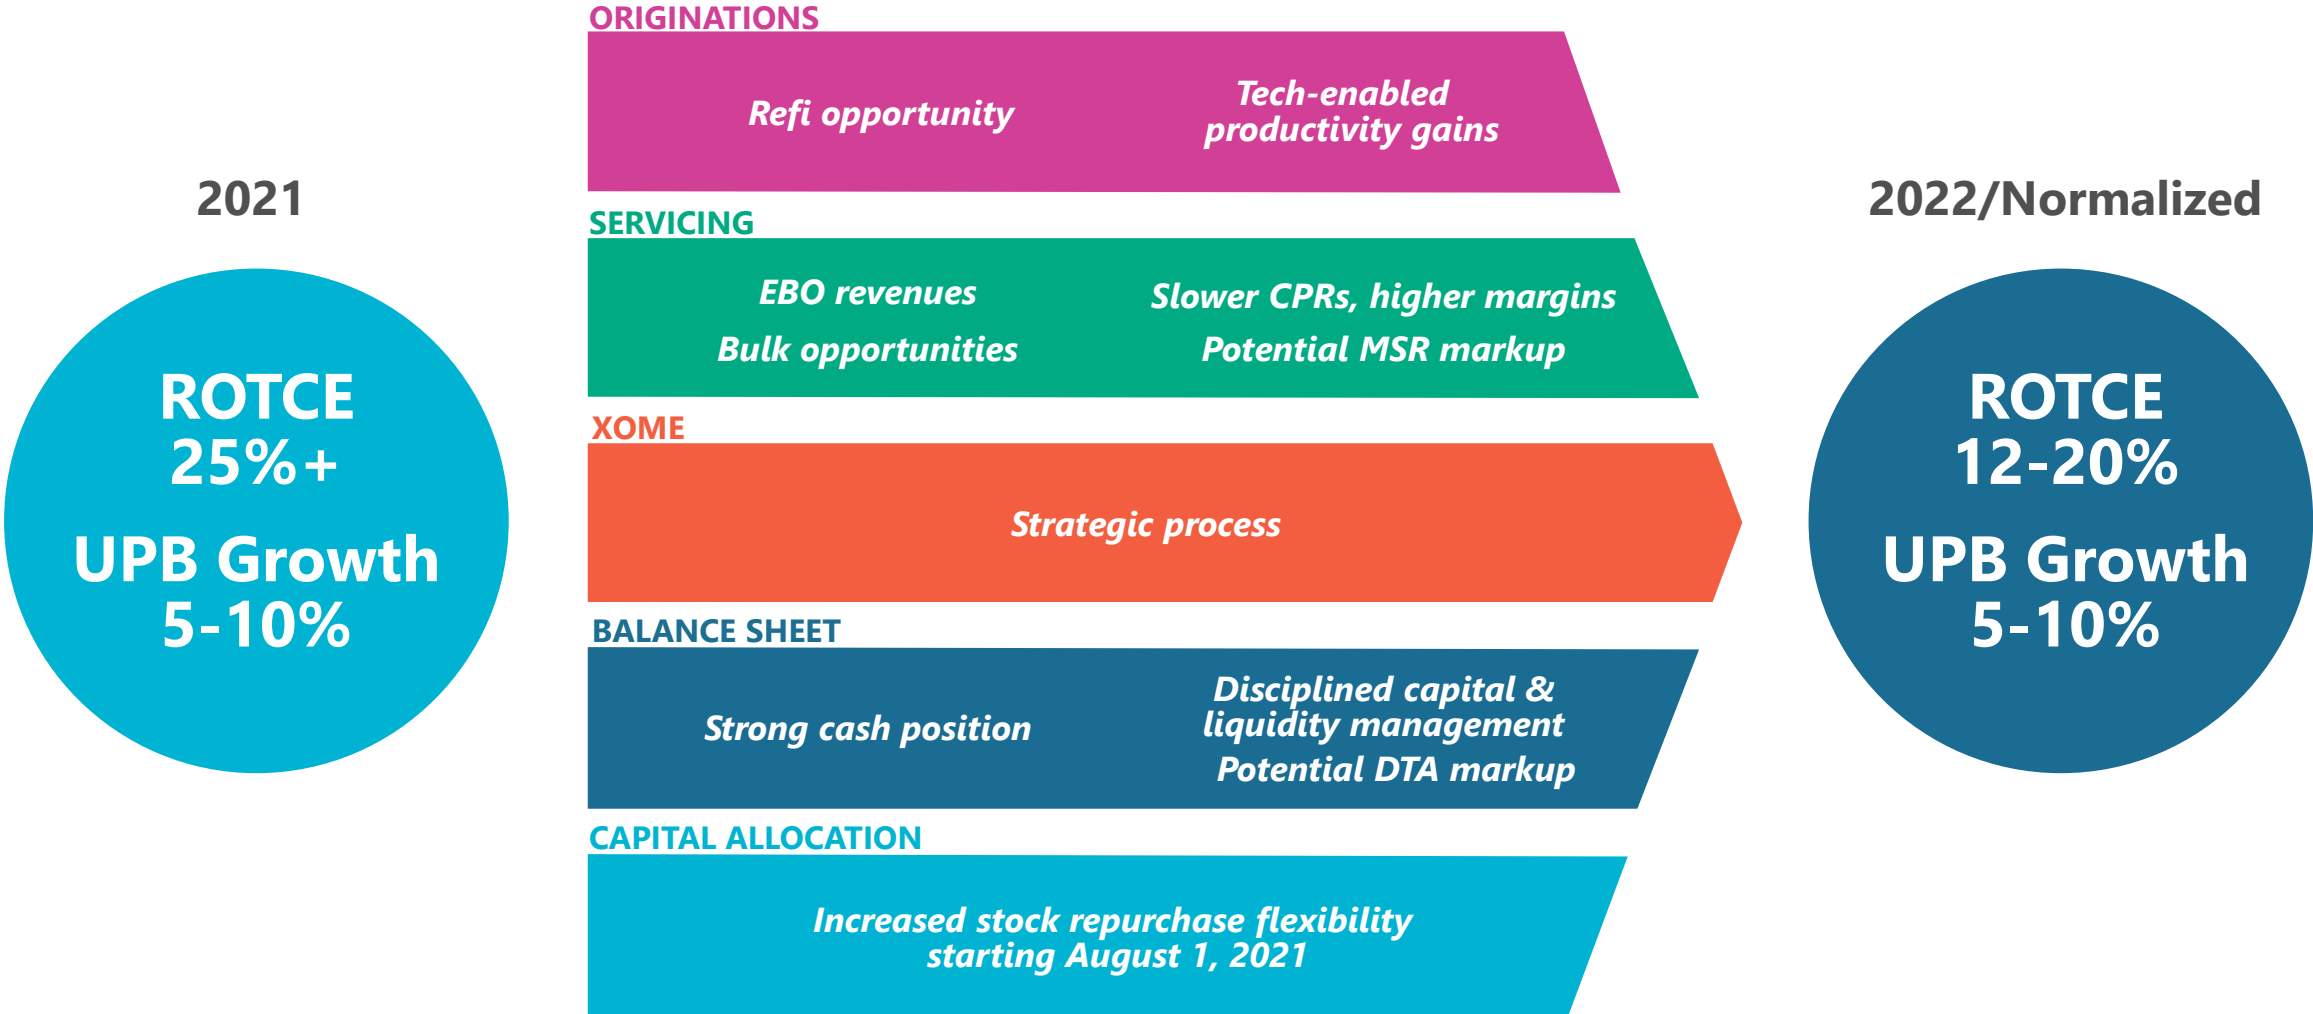 2021
ROTCE
25%+
UPB Growth
5-10%
ORIGINATIONS
Refi opportunity
Tech-enabled
productivity gains
SERVICING
EBO revenues
Bulk opportunities
Slower CPRs, higher margins
Potential MSR markup
XOME
Strategic process
BALANCE SHEET
Strong cash position
Disciplined capital &
liquidity management
Potential DTA markup
CAPITAL ALLOCATION
Increased stock repurchase flexibility
starting August 1, 2021
2022/Normalized
ROTCE
12-20%
UPB Growth
5-10%